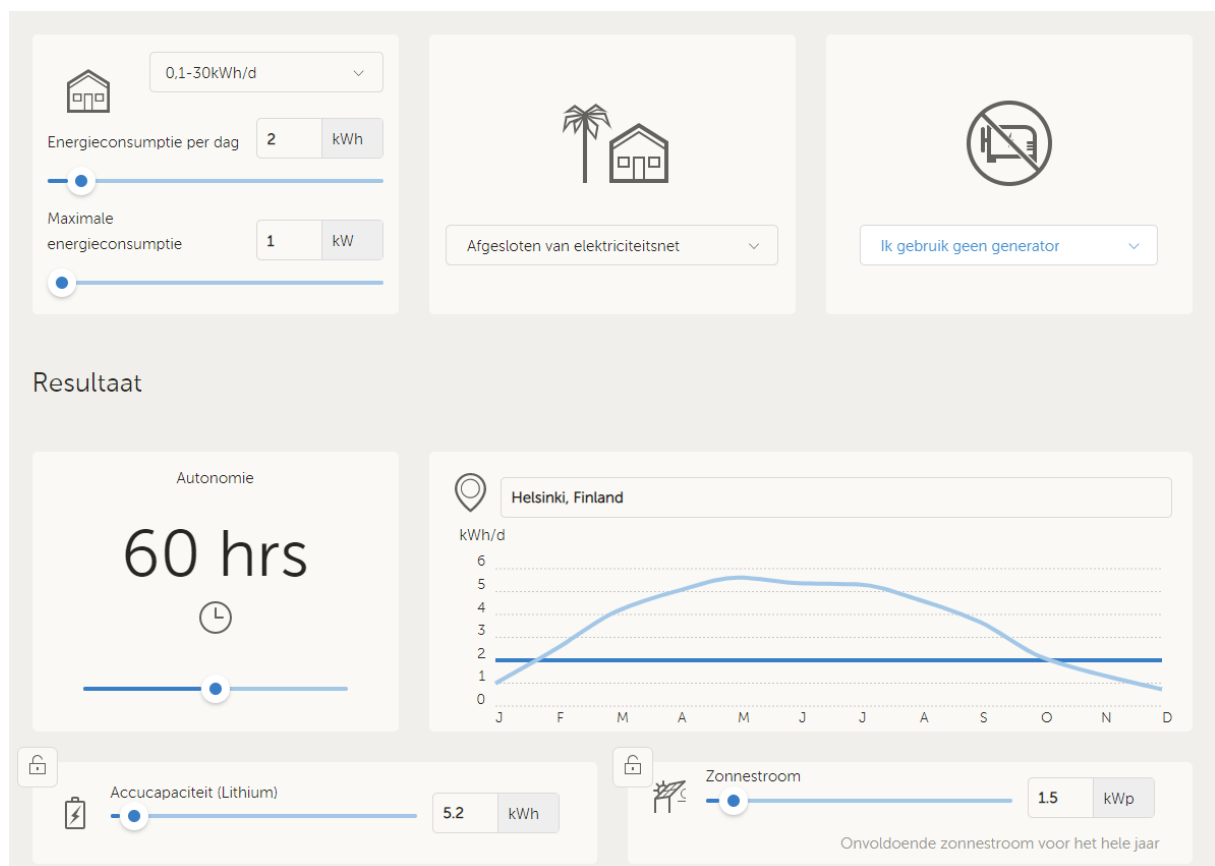 0,1-30kWh/d
Energieconsumptie per dag
2
kWh
Maximale
energieconsumptie
1
kW
Afgesloten van elektriciteitsnet
Ik gebruik geen generator
Resultaat
Autonomie
60 hrs
Helsinki, Finland
kWh/d
6
5
4
3
2
1
0
J F M A M J J A S O N D
Accucapaciteit (Lithium)
5.2
kWh
Zonnestroom
1.5
kWp
Onvoldoende zonnestroom voor het hele jaar